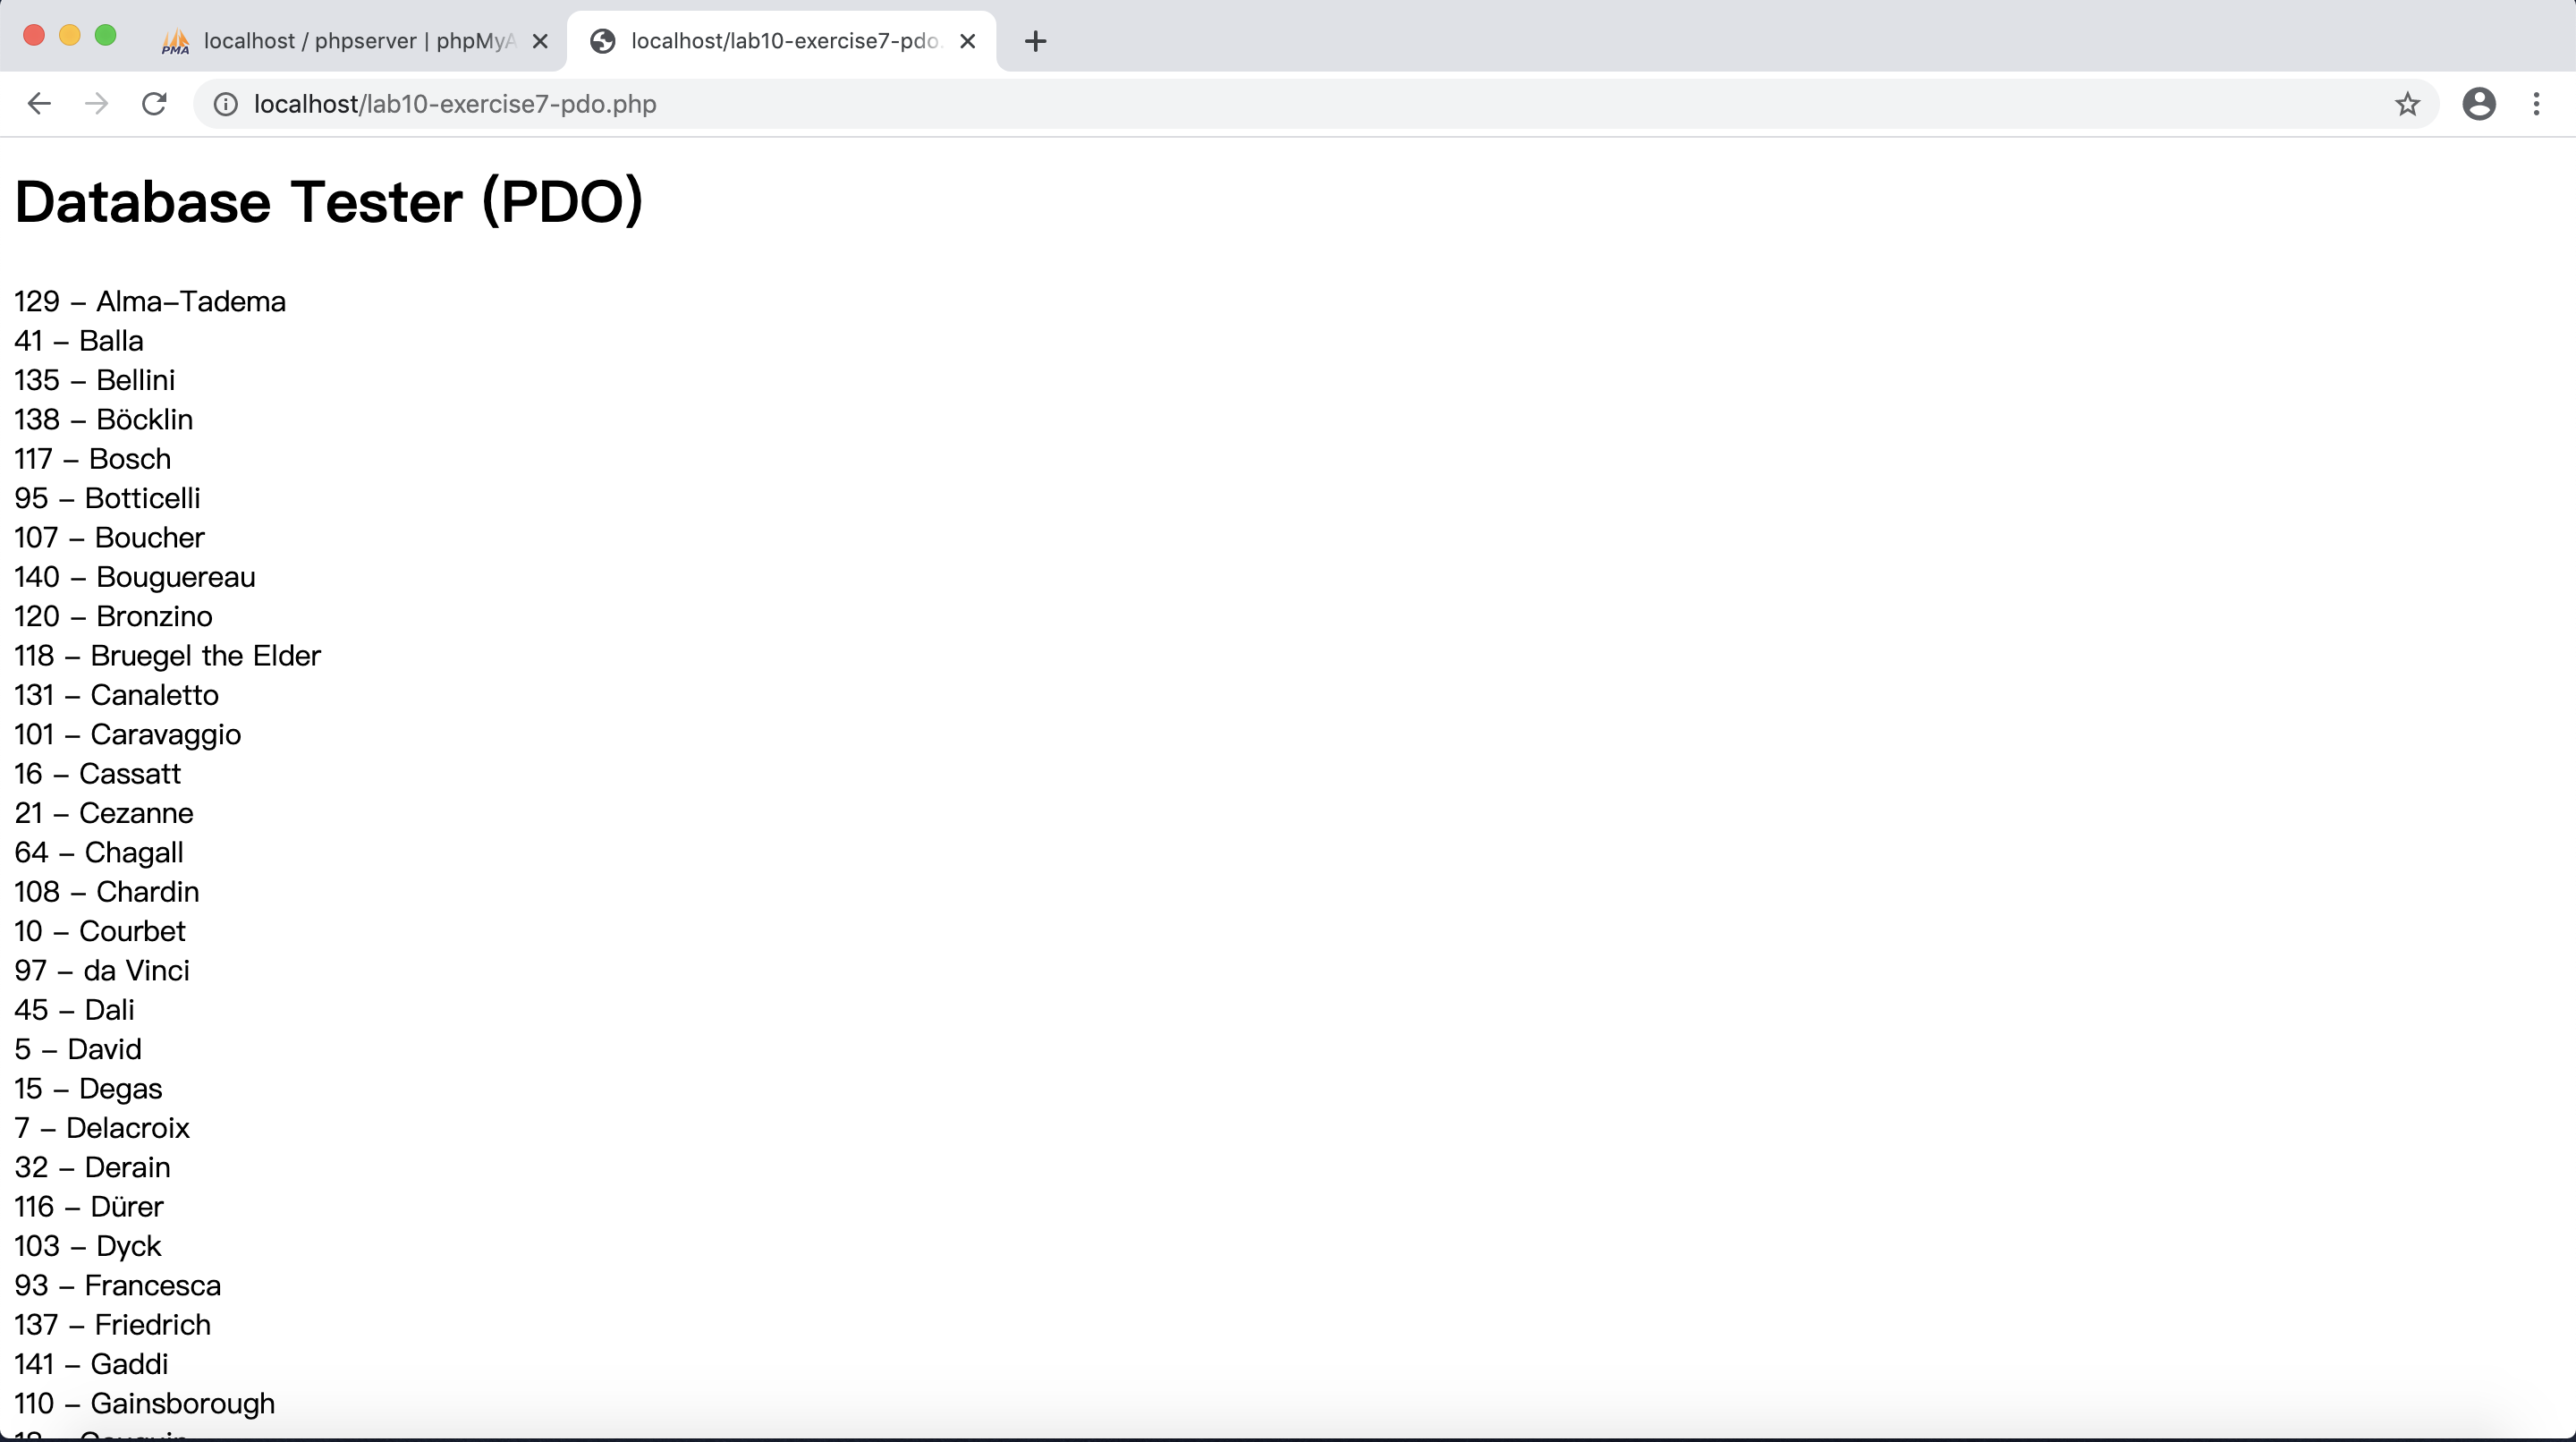 PMA localhost / phpserver | phpMyA
localhost/lab10-exercise7-pdo.
localhost/lab10-exercise7-pdo.php
Database Tester (PDO)
129 - Alma-Tadema
41 - Balla
135 - Bellini
138 - Böcklin
117 - Bosch
95 - Botticelli
107 - Boucher
140 - Bouguereau
120 - Bronzino
118 - Bruegel the Elder
131 - Canaletto
101 - Caravaggio
16 - Cassatt
21 - Cezanne
64 - Chagall
108 - Chardin
10 - Courbet
97 - da Vinci
45 - Dali
5 - David
15 - Degas
7 - Delacroix
32 - Derain
116 - Dürer
103 - Dyck
93 - Francesca
137 - Friedrich
141 - Gaddi
110 - Gainsborough